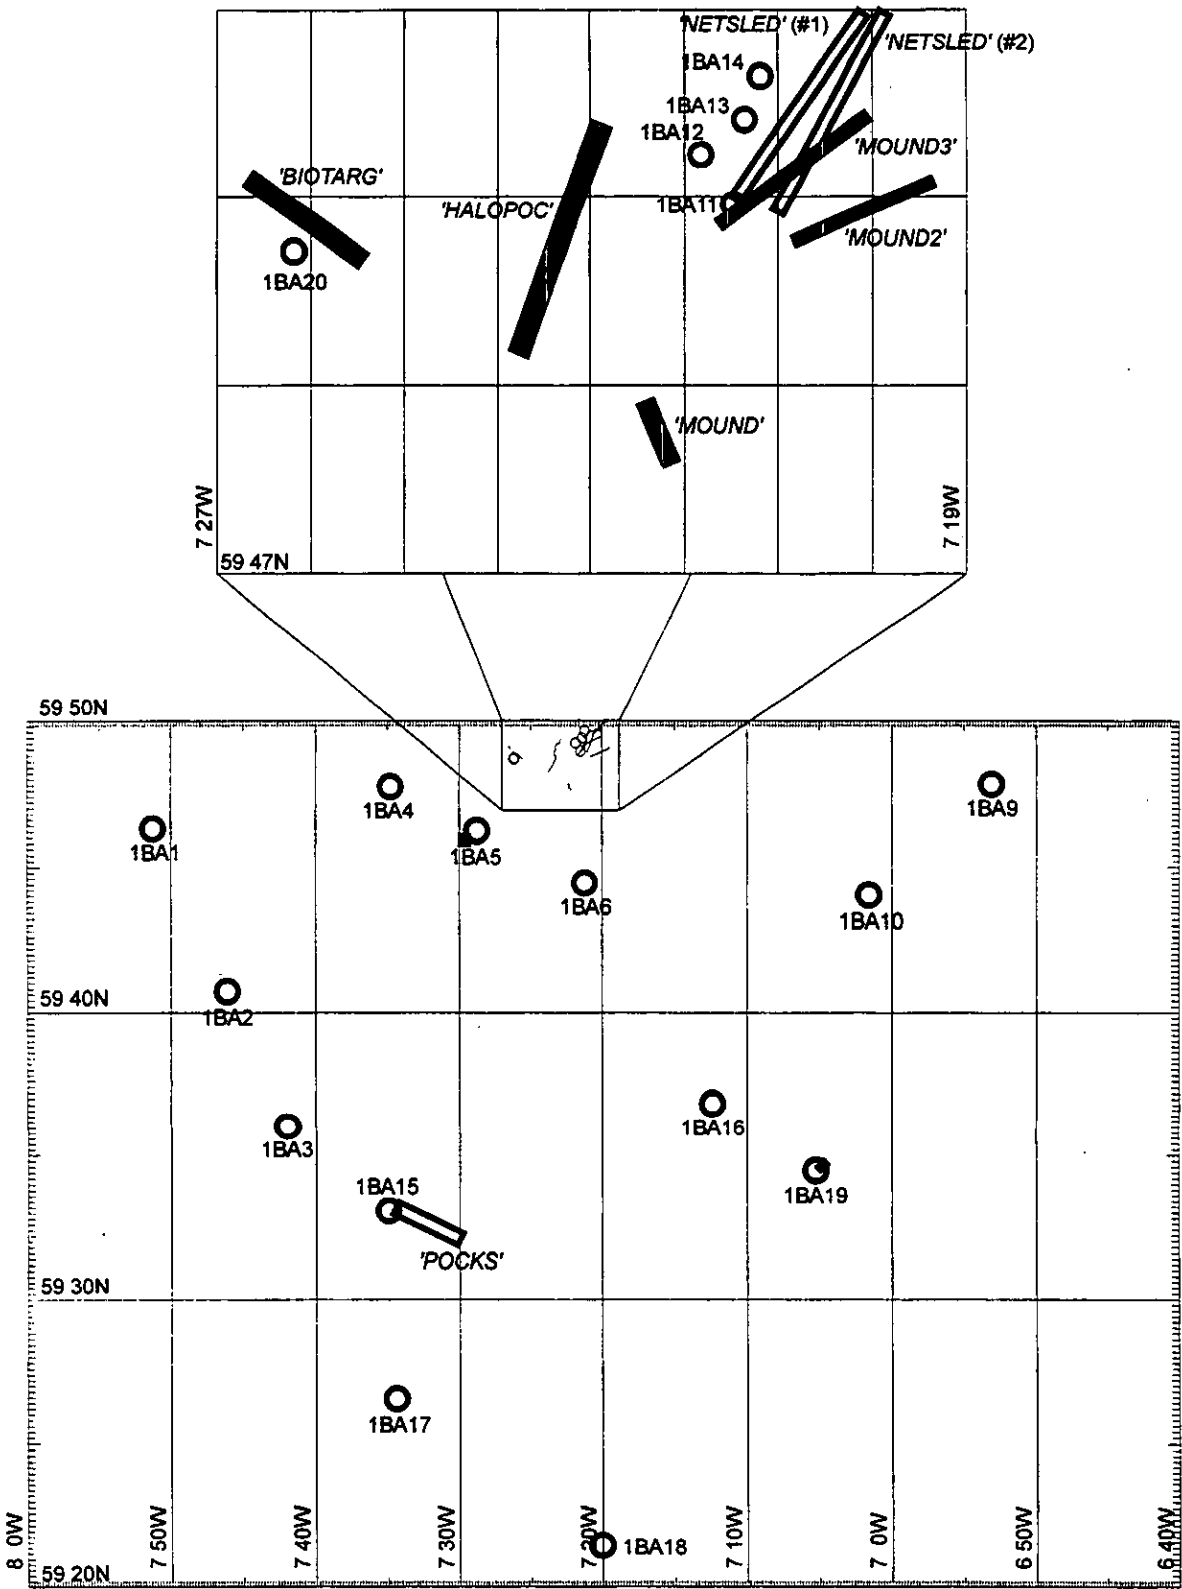 'NETSLED' (#1)
'NETSLED' (#2)
1BA14
1BA13
1BA12
'MOUND3'
'BIOTARG'
'HALOPOC'
1BA11
'MOUND2'
1BA20
'MOUND'
7 27W
7 19W
59 47N
59 50N
1BA4
1BA9
1BA1
1BA5
1BA6
1BA10
59 40N
1BA2
1BA16
1BA3
1BA15
1BA19
'POCKS'
59 30N
1BA17
8 0W
7 50W
7 40W
7 30W
7 20W
7 10W
7 0W
6 50W
6 40W
1BA18
59 20N